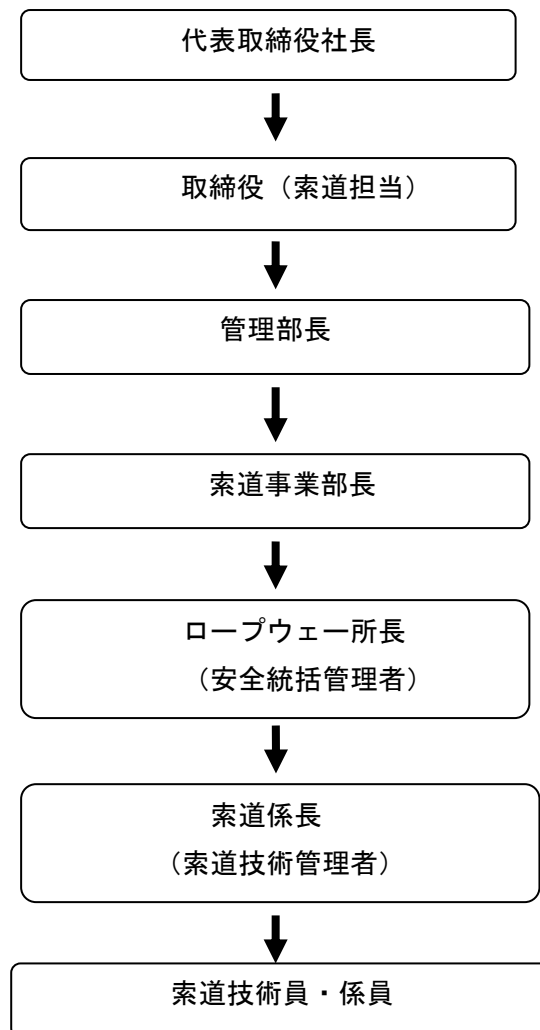 代表取締役社長
取締役（索道担当）
管理部長
索道事業部長
ロープウェー所長
（安全統括管理者）
索道係長
（索道技術管理者）
索道技術員・係員